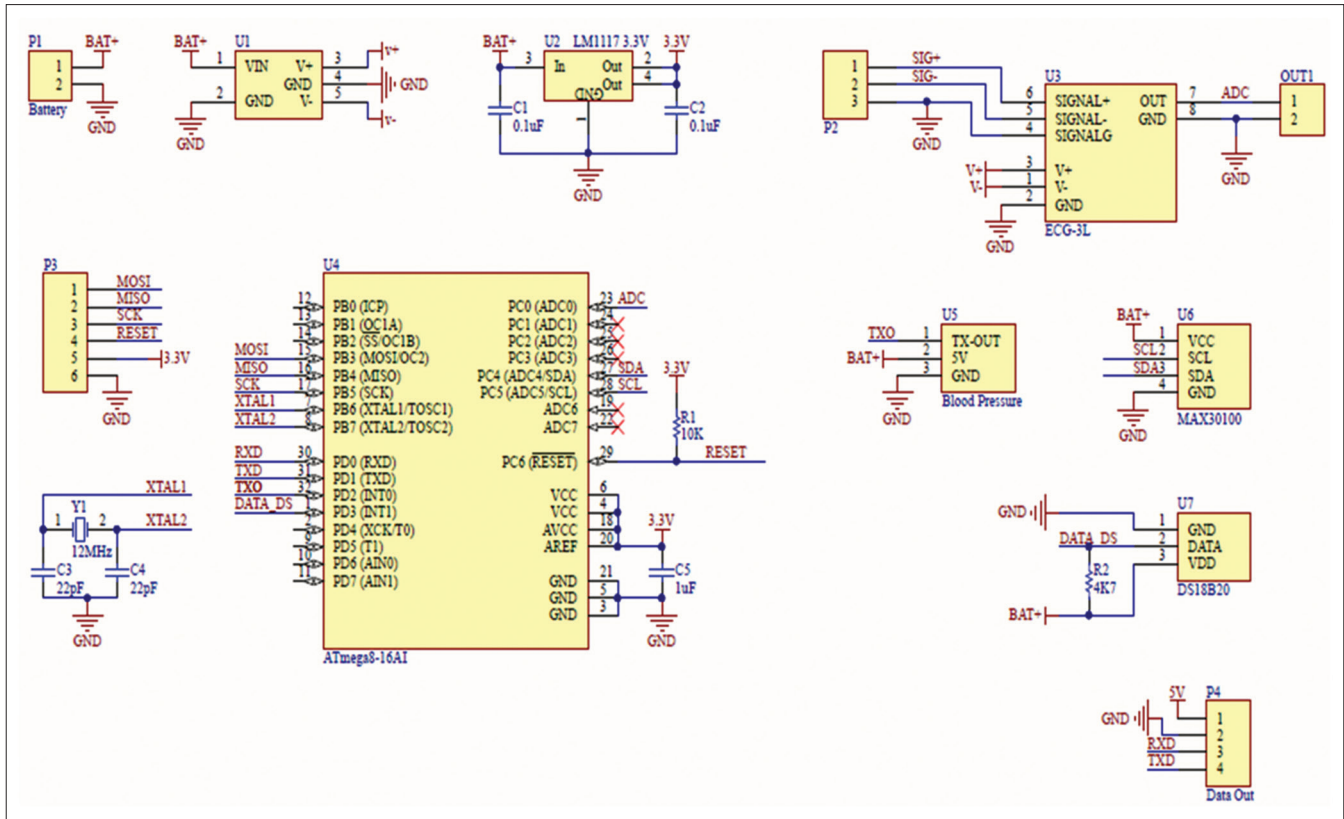 P1
BAT+
1
2
Battery
GND
U1
BAT+
1 VIN V+ 3 v+
GND 4 GND
2 GND V- 5 v-
GND
U2 LM1117 3.3V
BAT+ 3 In Out 2 3.3V
Out 4
GND
1
C1
0.1uF
C2
0.1uF
GND
P2
1 SIG+
2 SIG-
3
GND
U3
6 SIGNAL+ OUT 7 ADC
5 SIGNAL- GND 8
4 SIGNALG
V+ 3 V+
V- 1 V-
2 GND
GND
ECG-3L
OUT1
1
2
GND
P3
1 MOSI
2 MISO
3 SCK
4 RESET
5 3.3V
6
GND
U4
12 PB0 (ICP) PC0 (ADC0) 23 ADC
13 PB1 (OC1A) PC1 (ADC1) 24
14 PB2 (SS/OC1B) PC2 (ADC2) 25
MOSI 15 PB3 (MOSI/OC2) PC3 (ADC3) 26
MISO 16 PB4 (MISO) PC4 (ADC4/SDA) 27 SDA
SCK 17 PB5 (SCK) PC5 (ADC5/SCL) 28 SCL
XTAL1 7 PB6 (XTAL1/TOSC1) ADC6 19
XTAL2 8 PB7 (XTAL2/TOSC2) ADC7 22
RXD 30 PD0 (RXD) PC6 (RESET) 29 RESET
TXD 31 PD1 (TXD)
TXO 32 PD2 (INT0) VCC 6
DATA_DS 1 PD3 (INT1) VCC 4
2 PD4 (XCK/T0) AVCC 18
9 PD5 (T1) AREF 20
10 PD6 (AIN0)
11 PD7 (AIN1) GND 21
GND 5
GND 3
ATmega8-16AI
3.3V
R1
10K
3.3V
C5
1uF
GND
XTAL1
1 Y1 2 XTAL2
12MHz
C3
22pF
C4
22pF
GND
U5
TXO 1 TX-OUT
BAT+ 2 5V
3 GND
GND
Blood Pressure
U6
BAT+ 1 VCC
SCL2 SCL
SDA3 SDA
4 GND
GND
MAX30100
U7
GND 1 GND
DATA_DS 2 DATA
3 VDD
R2
4K7
BAT+
DS18B20
5V P4
1
GND 2
RXD 3
TXD 4
Data Out